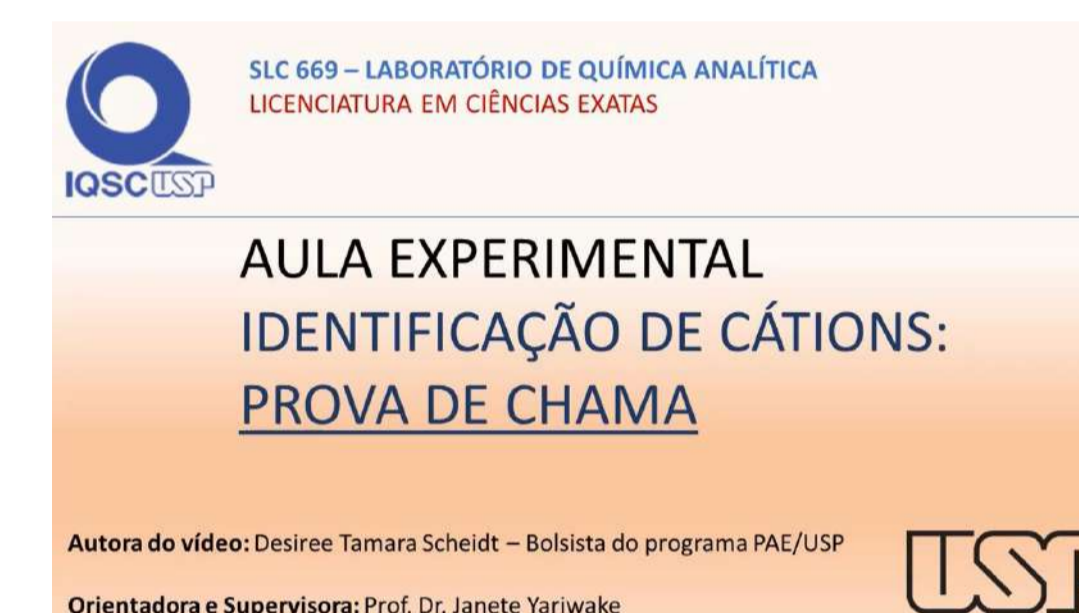 SLC 669 – LABORATÓRIO DE QUÍMICA ANALÍTICA
LICENCIATURA EM CIÊNCIAS EXATAS
IQSCUSP
AULA EXPERIMENTAL
IDENTIFICAÇÃO DE CÁTIONS:
PROVA DE CHAMA
Autora do vídeo: Desiree Tamara Scheidt – Bolsista do programa PAE/USP
USP
Orientadora e Supervisora: Prof. Dr. Janete Yariwake